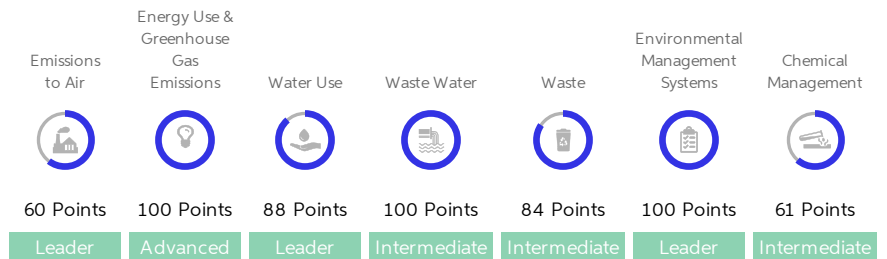 Emissions
to Air
Energy Use &
Greenhouse
Gas
Emissions
Water Use
Waste Water
Waste
Environmental
Management
Systems
Chemical
Management
60 Points
100 Points
88 Points
100 Points
84 Points
100 Points
61 Points
Leader
Advanced
Leader
Intermediate
Intermediate
Leader
Intermediate